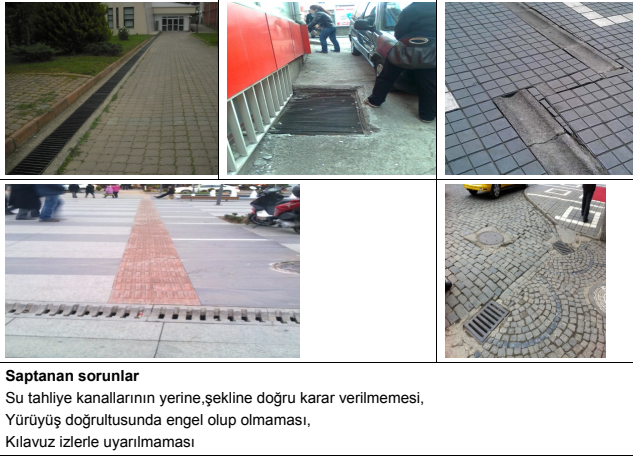 Saptanan sorunlar
Su tahliye kanallarının yerine,şekline doğru karar verilmemesi,
Yürüyüş doğrultusunda engel olup olmaması,
Kılavuz izlerle uyarılmaması